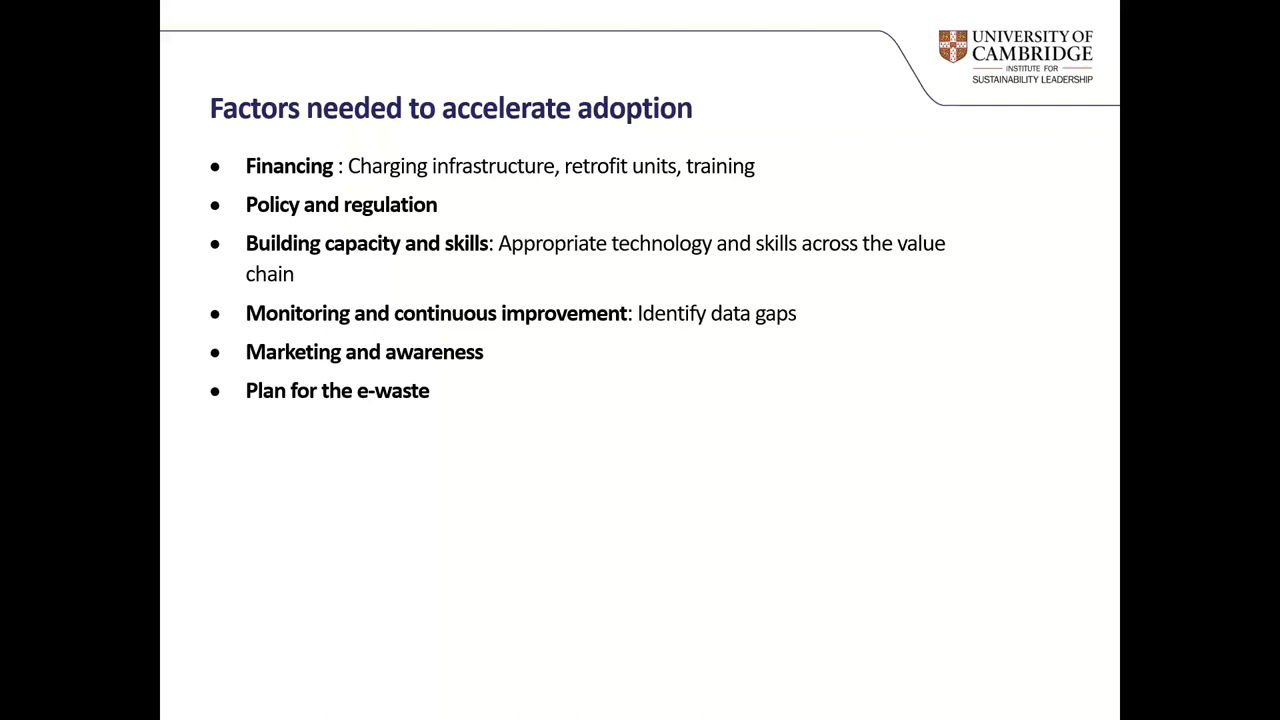 UNIVERSITY OF
CAMBRIDGE
INSTITUTE FOR
SUSTAINABILITY LEADERSHIP
Factors needed to accelerate adoption
● Financing : Charging infrastructure, retrofit units, training
● Policy and regulation
● Building capacity and skills: Appropriate technology and skills across the value
chain
● Monitoring and continuous improvement: Identify data gaps
● Marketing and awareness
● Plan for the e-waste